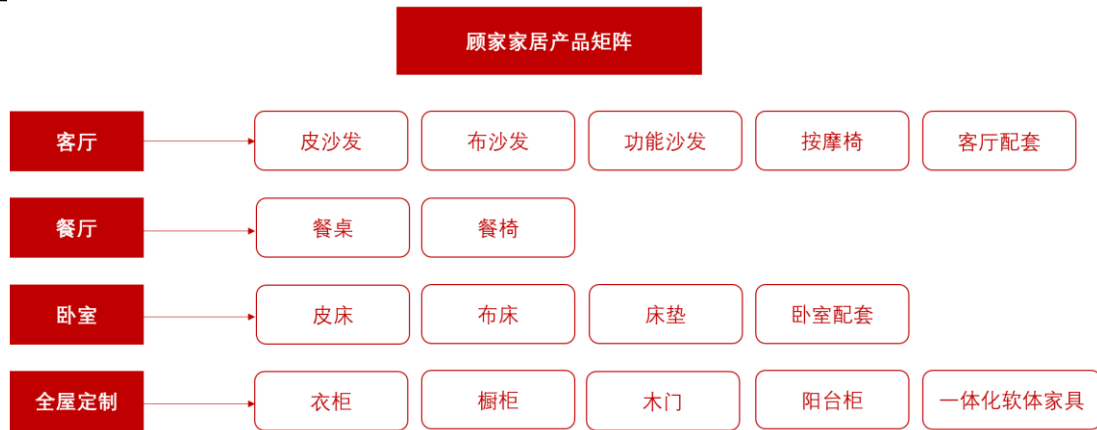 顾家家居产品矩阵
客厅 皮沙发 布沙发 功能沙发 按摩椅 客厅配套
餐厅 餐桌 餐椅
卧室 皮床 布床 床垫 卧室配套
全屋定制 衣柜 橱柜 木门 阳台柜 一体化软体家具